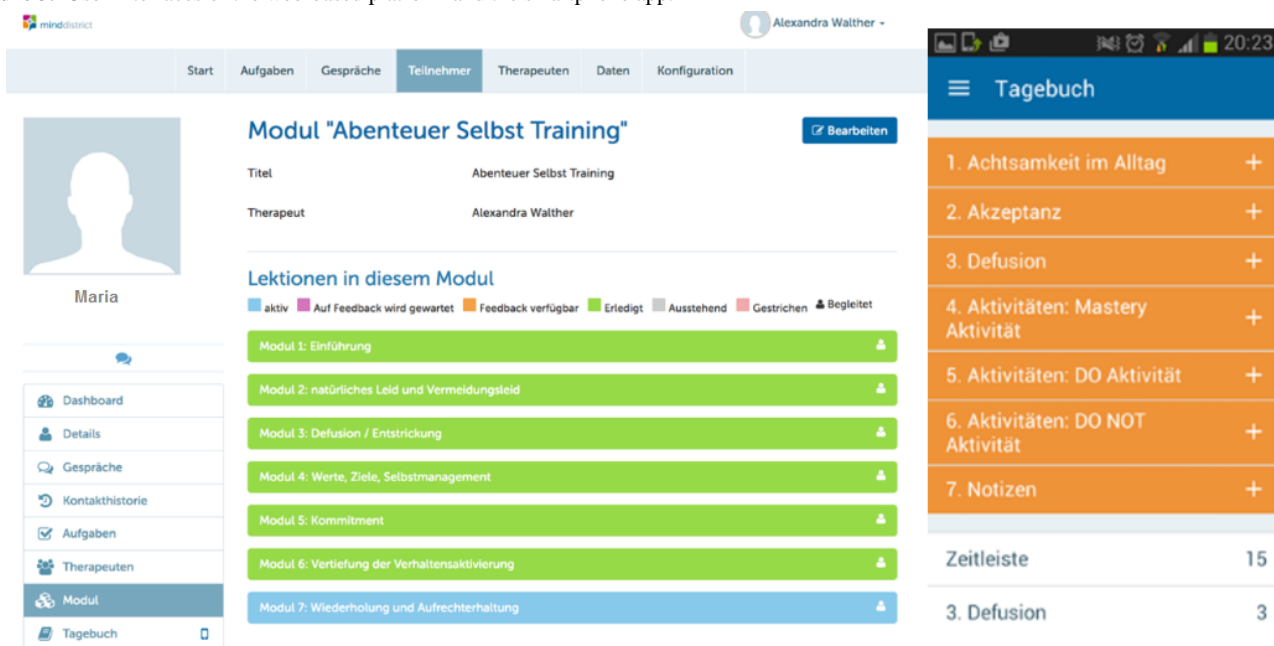 minddistrict
Alexandra Walther
Start Aufgaben Gespräche Teilnehmer Therapeuten Daten Konfiguration
Modul "Abenteuer Selbst Training"
Bearbeiten
Titel Abenteuer Selbst Training
Therapeut Alexandra Walther
Maria
Lektionen in diesem Modul
aktiv Auf Feedback wird gewartet Feedback verfügbar Erledigt Ausstehend Gestrichen Begleitet
Modul 1: Einführung
Modul 2: natürliches Leid und Vermeidungsleid
Modul 3: Defusion / Entstrickung
Modul 4: Werte, Ziele, Selbstmanagement
Modul 5: Kommitment
Modul 6: Vertiefung der Verhaltensaktivierung
Modul 7: Wiederholung und Aufrechterhaltung
Dashboard
Details
Gespräche
Kontakthistorie
Aufgaben
Therapeuten
Modul
Tagebuch
20:23
Tagebuch
1. Achtsamkeit im Alltag +
2. Akzeptanz +
3. Defusion +
4. Aktivitäten: Mastery
Aktivität +
5. Aktivitäten: DO Aktivität +
6. Aktivitäten: DO NOT
Aktivität +
7. Notizen +
Zeitleiste 15
3. Defusion 3